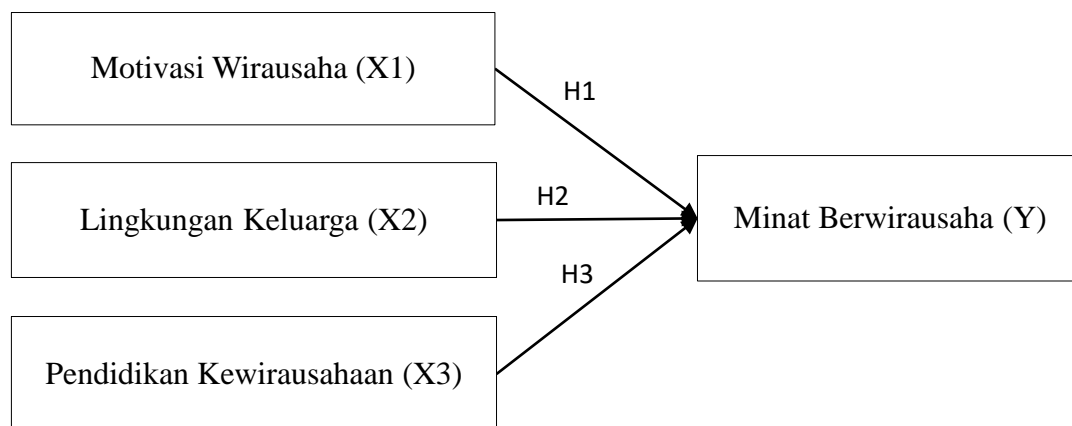 Motivasi Wirausaha (X1)
H1
Lingkungan Keluarga (X2)
H2
Minat Berwirausaha (Y)
H3
Pendidikan Kewirausahaan (X3)